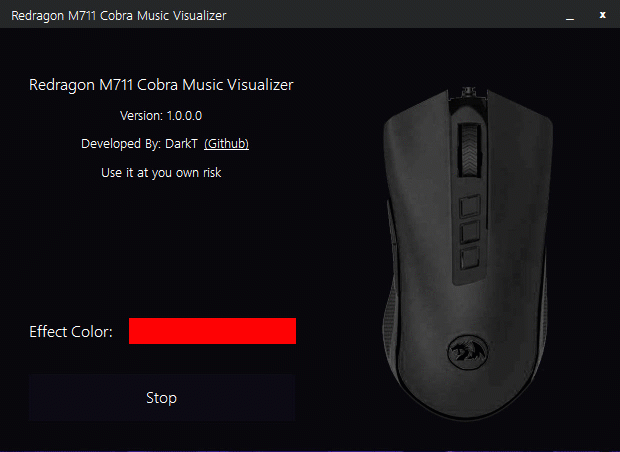 Redragon M711 Cobra Music Visualizer
_ x
Redragon M711 Cobra Music Visualizer
Version: 1.0.0.0
Developed By: DarkT (Github)
Use it at you own risk
Effect Color:
Stop